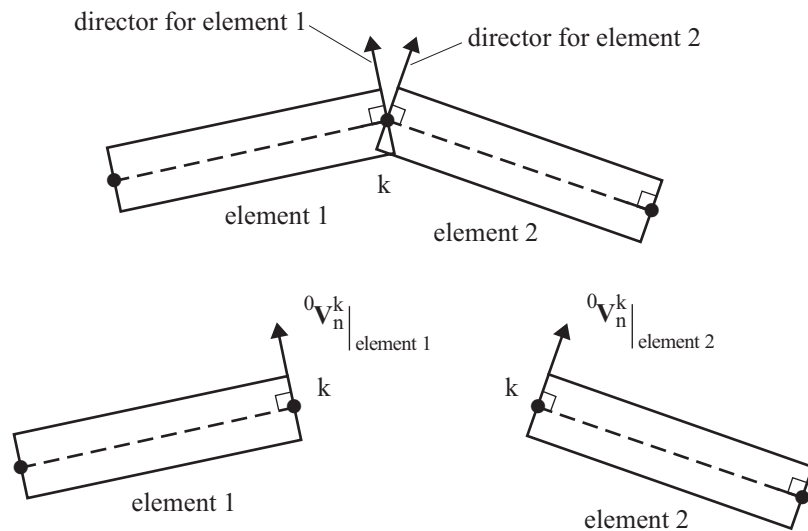 director for element 1
director for element 2
k
element 1
element 2
⁰Vₙᵏ|element 1
⁰Vₙᵏ|element 2
k
k
element 1
element 2